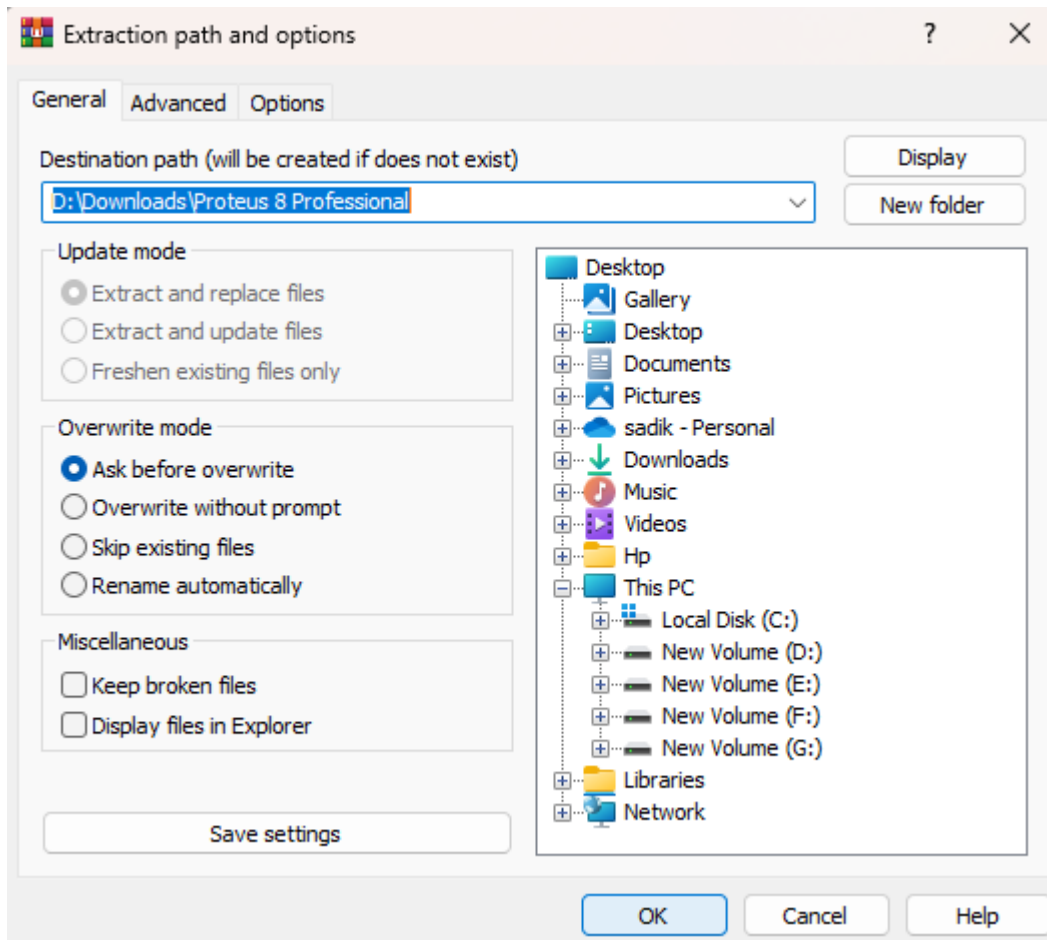 Extraction path and options
?
General
Advanced
Options
Destination path (will be created if does not exist)
Display
D:\Downloads\Proteus 8 Professional
New folder
Update mode
Extract and replace files
Extract and update files
Freshen existing files only
Overwrite mode
Ask before overwrite
Overwrite without prompt
Skip existing files
Rename automatically
Miscellaneous
Keep broken files
Display files in Explorer
Save settings
Desktop
Gallery
Desktop
Documents
Pictures
sadik - Personal
Downloads
Music
Videos
Hp
This PC
Local Disk (C:)
New Volume (D:)
New Volume (E:)
New Volume (F:)
New Volume (G:)
Libraries
Network
OK
Cancel
Help